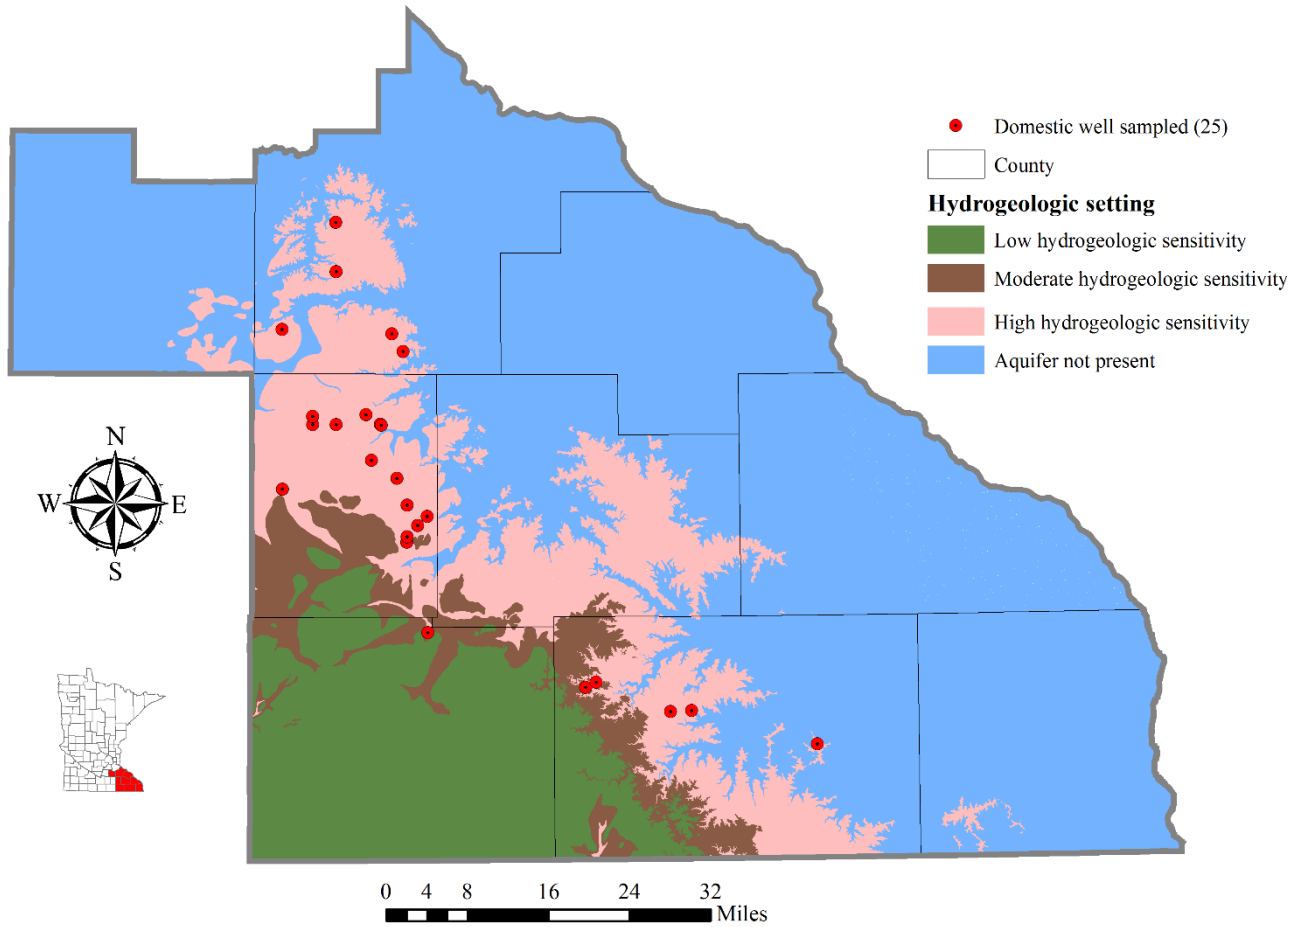 Domestic well sampled (25)
County
Hydrogeologic setting
Low hydrogeologic sensitivity
Moderate hydrogeologic sensitivity
High hydrogeologic sensitivity
Aquifer not present
N
W E
S
0 4 8 16 24 32
Miles